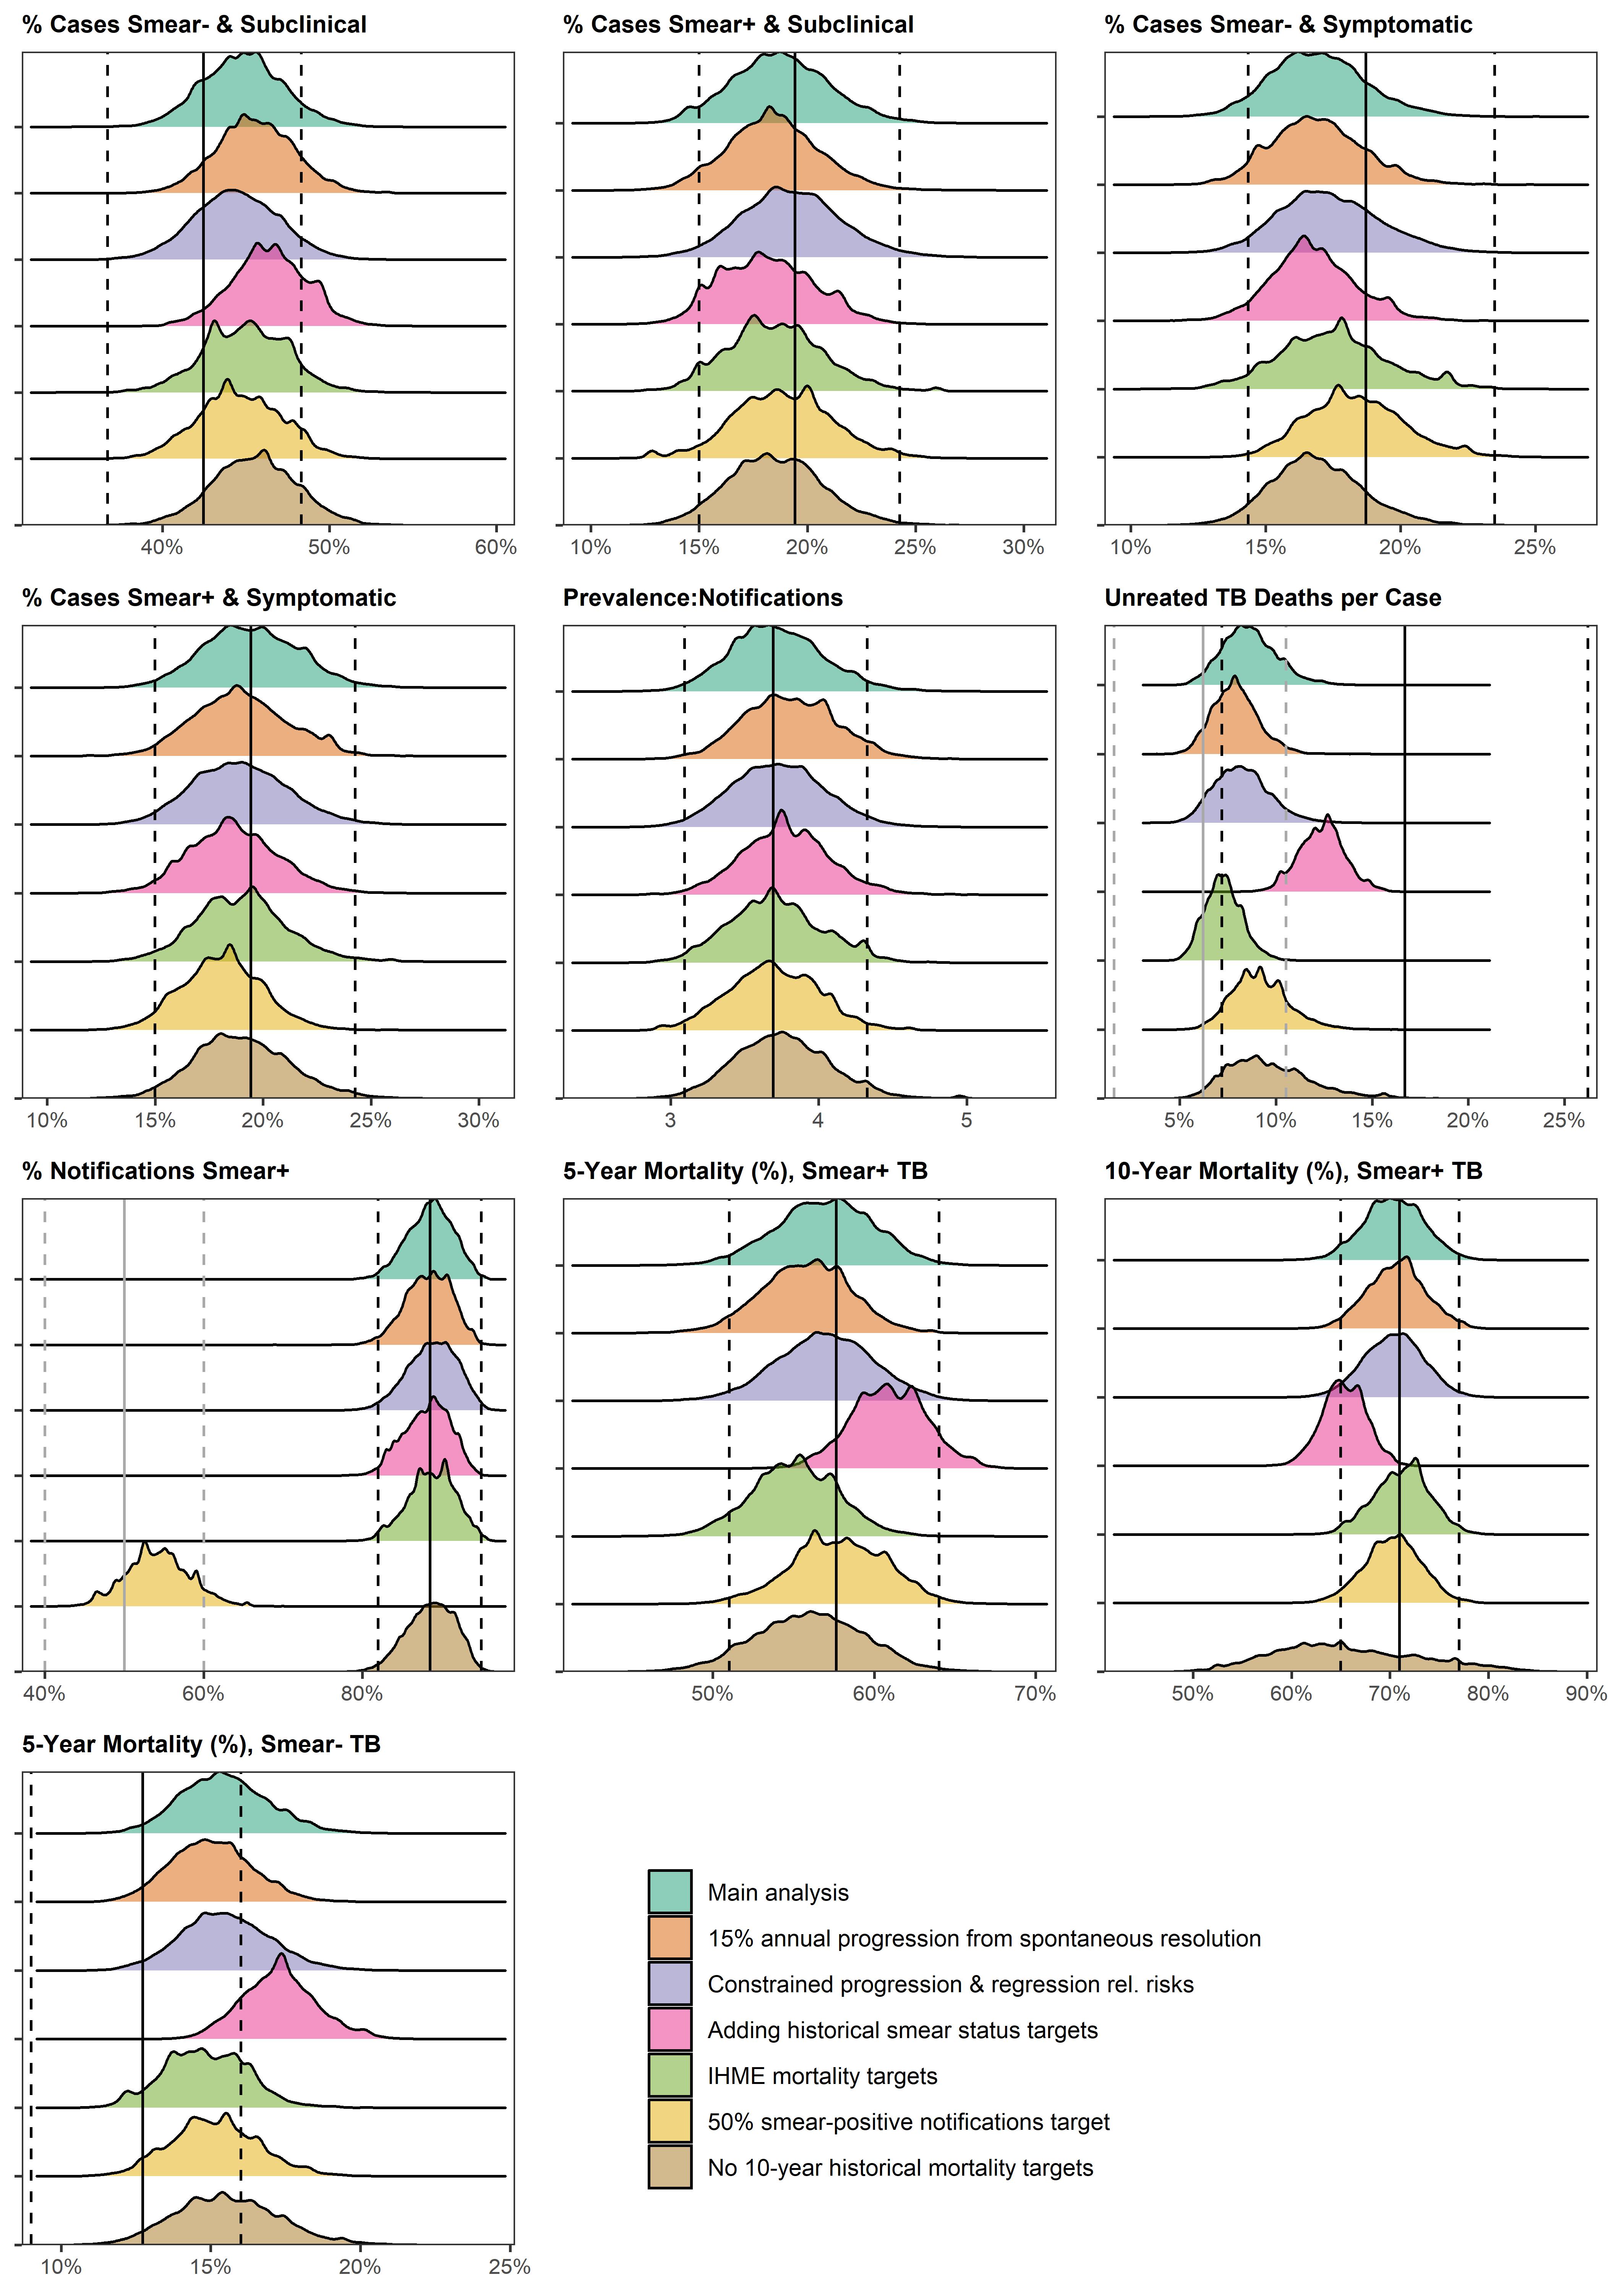 % Cases Smear- & Subclinical
% Cases Smear+ & Subclinical
% Cases Smear- & Symptomatic
40% 50% 60%
10% 15% 20% 25% 30%
10% 15% 20% 25%
% Cases Smear+ & Symptomatic
Prevalence:Notifications
Unreated TB Deaths per Case
10% 15% 20% 25% 30%
3 4 5
5% 10% 15% 20% 25%
% Notifications Smear+
5-Year Mortality (%), Smear+ TB
10-Year Mortality (%), Smear+ TB
40% 60% 80%
50% 60% 70%
50% 60% 70% 80% 90%
5-Year Mortality (%), Smear- TB
10% 15% 20% 25%
Main analysis
15% annual progression from spontaneous resolution
Constrained progression & regression rel. risks
Adding historical smear status targets
IHME mortality targets
50% smear-positive notifications target
No 10-year historical mortality targets